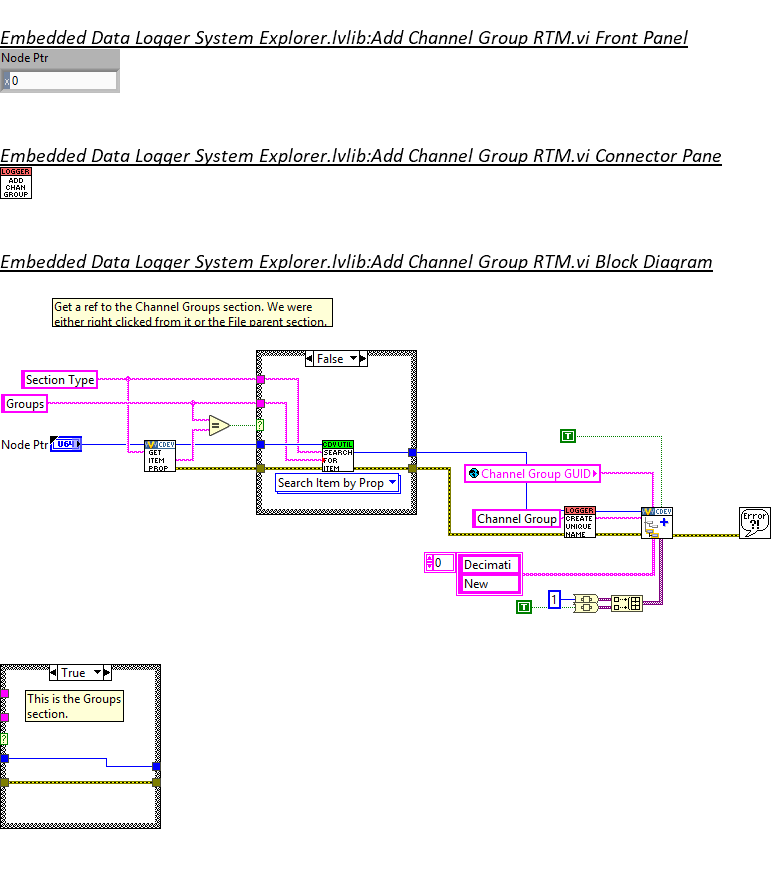 Embedded Data Logger System Explorer.lvlib:Add Channel Group RTM.vi Front Panel
Node Ptr
x 0
Embedded Data Logger System Explorer.lvlib:Add Channel Group RTM.vi Connector Pane
LOGGER
ADD
CHAN
GROUP
Embedded Data Logger System Explorer.lvlib:Add Channel Group RTM.vi Block Diagram
Get a ref to the Channel Groups section. We were
either right clicked from it or the File parent section.
False
Section Type
Groups
=
?
Node Ptr
U64
CDEV
GET
ITEM
PROP
CDV UTIL
SEARCH
FOR
ITEM
Search Item by Prop
T
Channel Group GUID
Channel Group
LOGGER
CREATE
UNIQUE
NAME
CDEV
+
Error
?!
0
Decimati
New
T
1
True
This is the Groups
section.
?